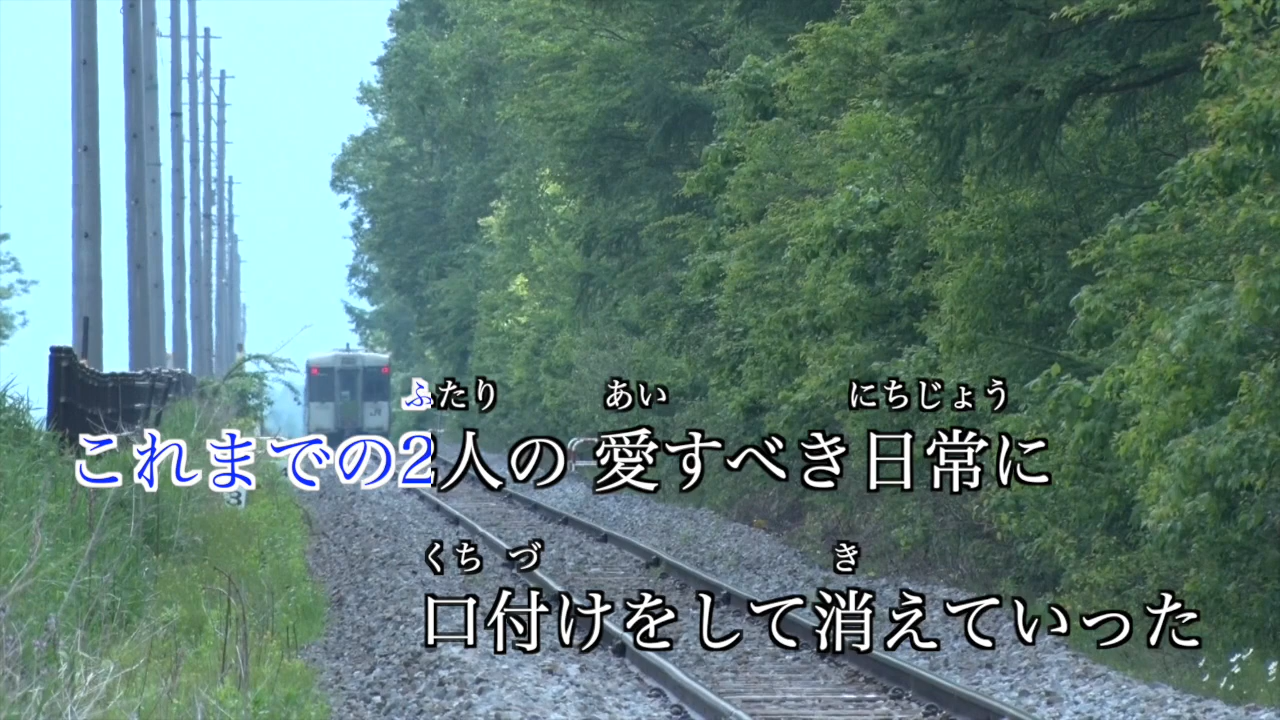 ふたり あい にちじょう
これまでの2人の 愛すべき日常に
くち づ き
口付けをして消えていった
JR
3